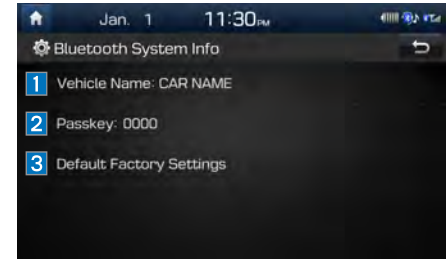 Jan. 1 11:30PM
Bluetooth System Info
1 Vehicle Name: CAR NAME
2 Passkey: 0000
3 Default Factory Settings